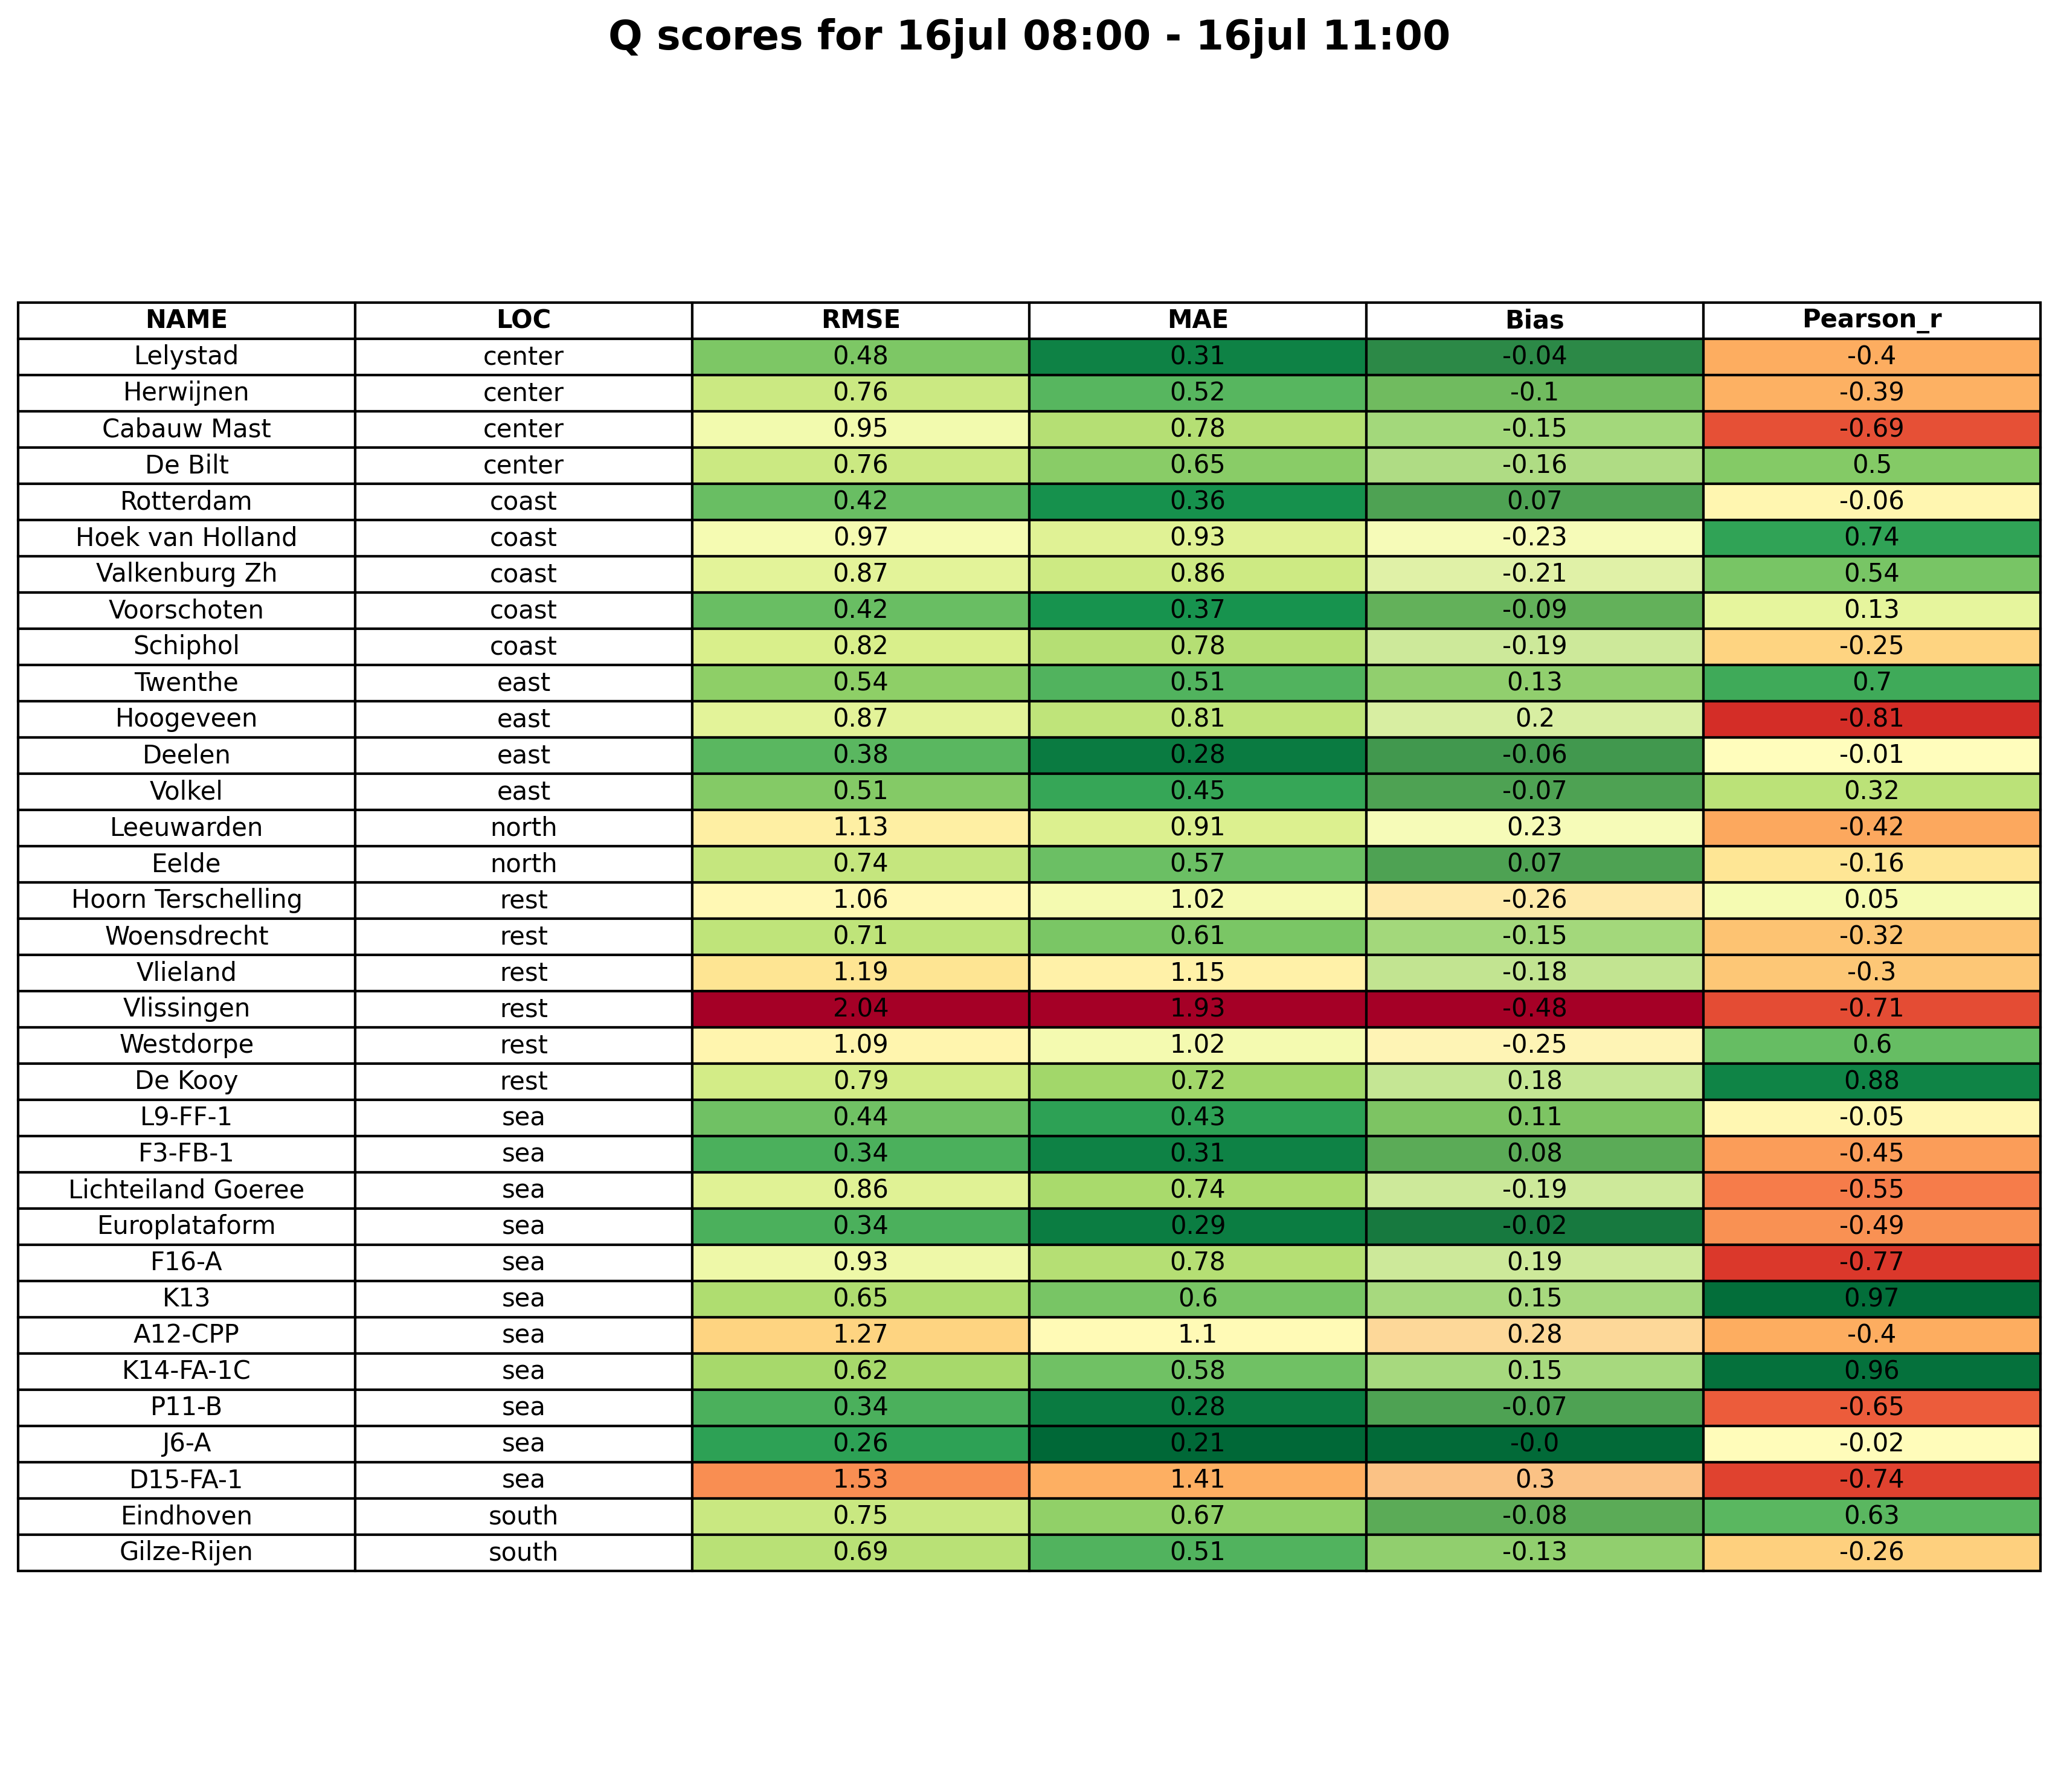 Q scores for 16jul 08:00 - 16jul 11:00
NAME LOC RMSE MAE Bias Pearson_r
Lelystad center 0.48 0.31 -0.04 -0.4
Herwijnen center 0.76 0.52 -0.1 -0.39
Cabauw Mast center 0.95 0.78 -0.15 -0.69
De Bilt center 0.76 0.65 -0.16 0.5
Rotterdam coast 0.42 0.36 0.07 -0.06
Hoek van Holland coast 0.97 0.93 -0.23 0.74
Valkenburg Zh coast 0.87 0.86 -0.21 0.54
Voorschoten coast 0.42 0.37 -0.09 0.13
Schiphol coast 0.82 0.78 -0.19 -0.25
Twenthe east 0.54 0.51 0.13 0.7
Hoogeveen east 0.87 0.81 0.2 -0.81
Deelen east 0.38 0.28 -0.06 -0.01
Volkel east 0.51 0.45 -0.07 0.32
Leeuwarden north 1.13 0.91 0.23 -0.42
Eelde north 0.74 0.57 0.07 -0.16
Hoorn Terschelling rest 1.06 1.02 -0.26 0.05
Woensdrecht rest 0.71 0.61 -0.15 -0.32
Vlieland rest 1.19 1.15 -0.18 -0.3
Vlissingen rest 2.04 1.93 -0.48 -0.71
Westdorpe rest 1.09 1.02 -0.25 0.6
De Kooy rest 0.79 0.72 0.18 0.88
L9-FF-1 sea 0.44 0.43 0.11 -0.05
F3-FB-1 sea 0.34 0.31 0.08 -0.45
Lichteiland Goeree sea 0.86 0.74 -0.19 -0.55
Europlataform sea 0.34 0.29 -0.02 -0.49
F16-A sea 0.93 0.78 0.19 -0.77
K13 sea 0.65 0.6 0.15 0.97
A12-CPP sea 1.27 1.1 0.28 -0.4
K14-FA-1C sea 0.62 0.58 0.15 0.96
P11-B sea 0.34 0.28 -0.07 -0.65
J6-A sea 0.26 0.21 -0.0 -0.02
D15-FA-1 sea 1.53 1.41 0.3 -0.74
Eindhoven south 0.75 0.67 -0.08 0.63
Gilze-Rijen south 0.69 0.51 -0.13 -0.26